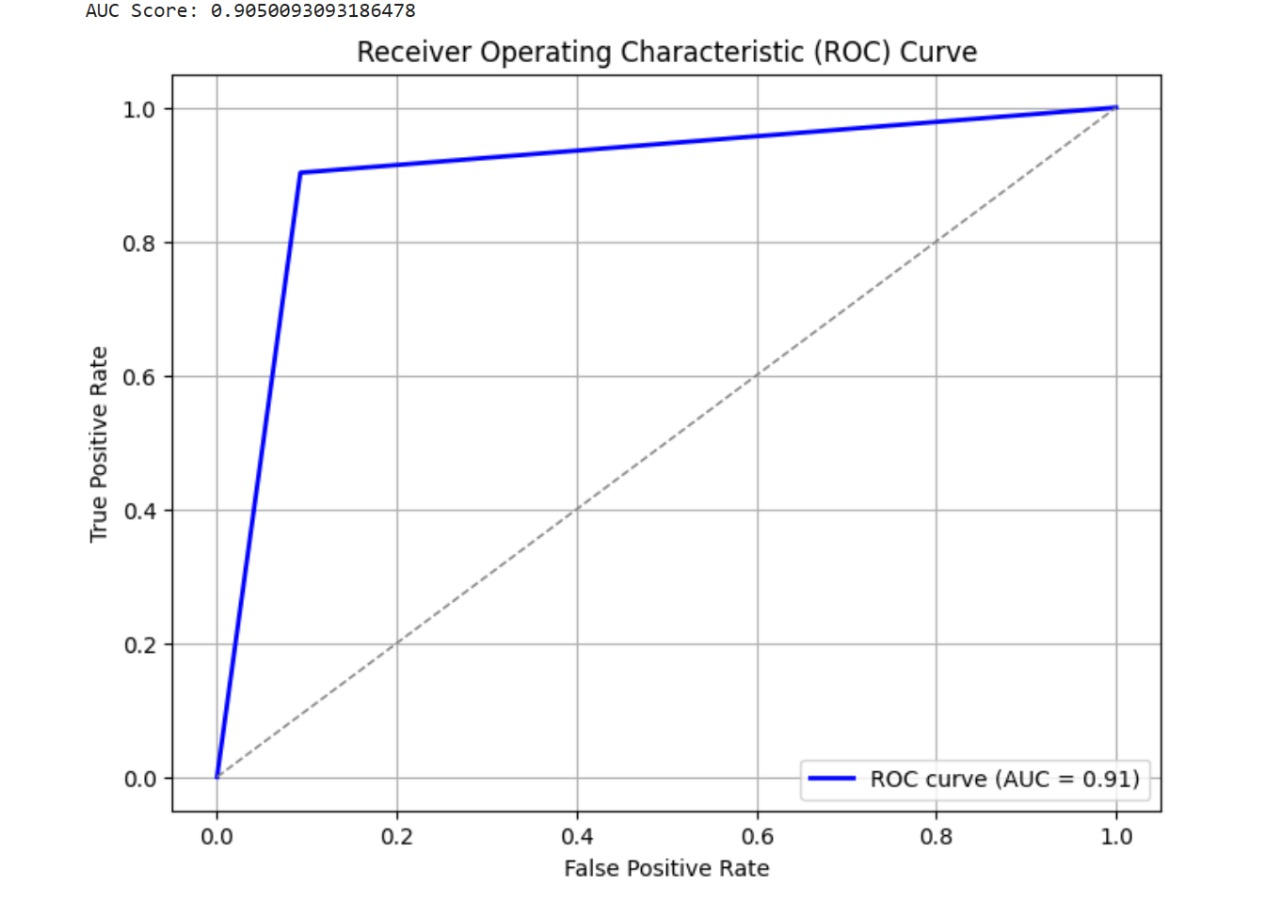 AUC Score: 0.9050093093186478
Receiver Operating Characteristic (ROC) Curve
1.0
0.8
0.6
0.4
0.2
0.0
True Positive Rate
ROC curve (AUC = 0.91)
0.0 0.2 0.4 0.6 0.8 1.0
False Positive Rate